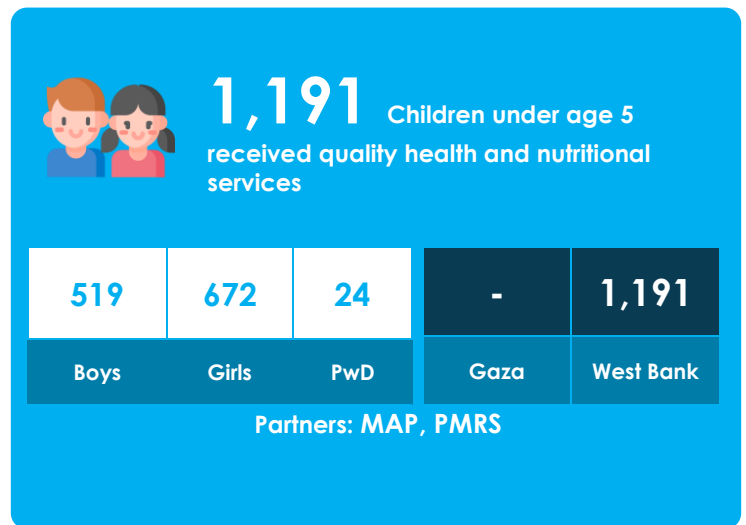 1,191 Children under age 5
received quality health and nutritional
services
519 672 24 - 1,191
Boys Girls PwD Gaza West Bank
Partners: MAP, PMRS